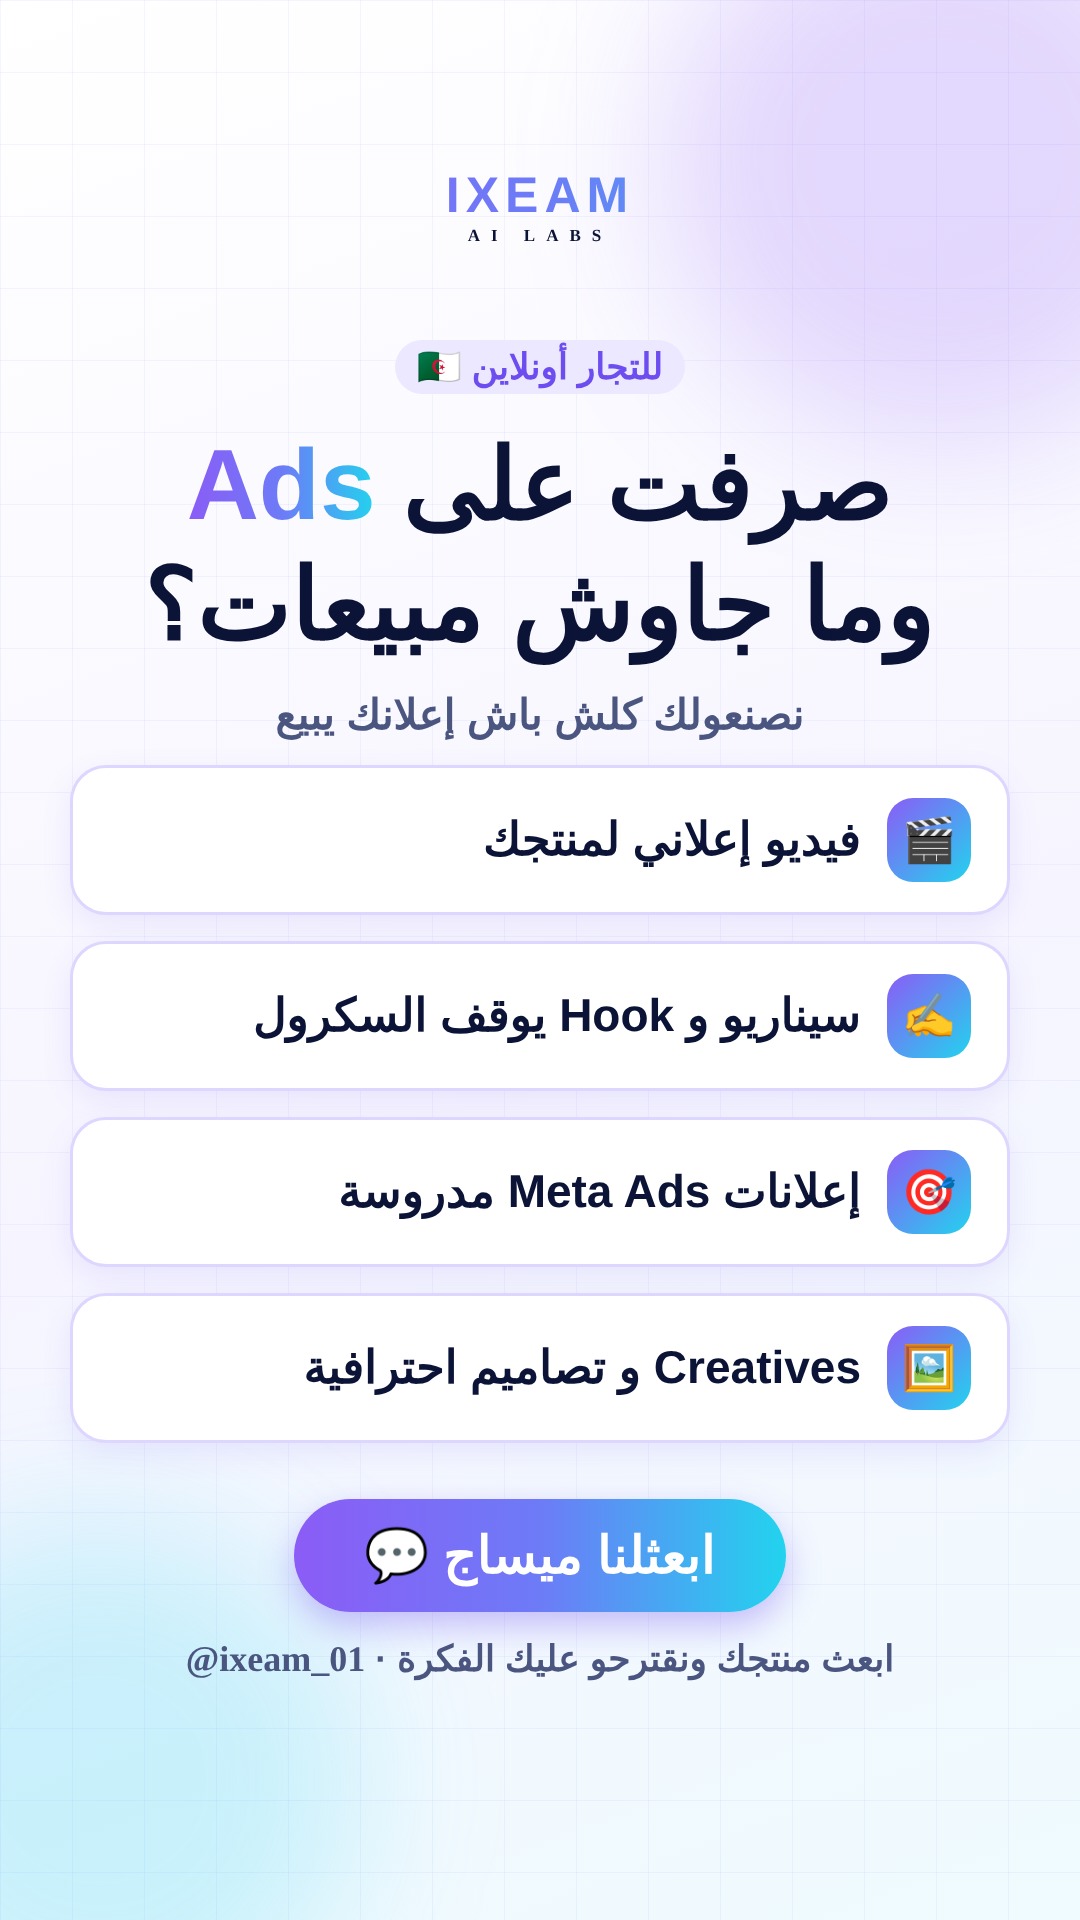 IXEAM
AI LABS
للتجار أونلاين 🇩🇿
صرفت على Ads
وما جاوش مبيعات؟
نصنعولك كلش باش إعلانك يبيع
فيديو إعلاني لمنتجك
سيناريو و Hook يوقف السكرول
إعلانات Meta Ads مدروسة
Creatives و تصاميم احترافية
ابعثلنا ميساج 💬
ابعث منتجك ونقترحو عليك الفكرة · @ixeam_01